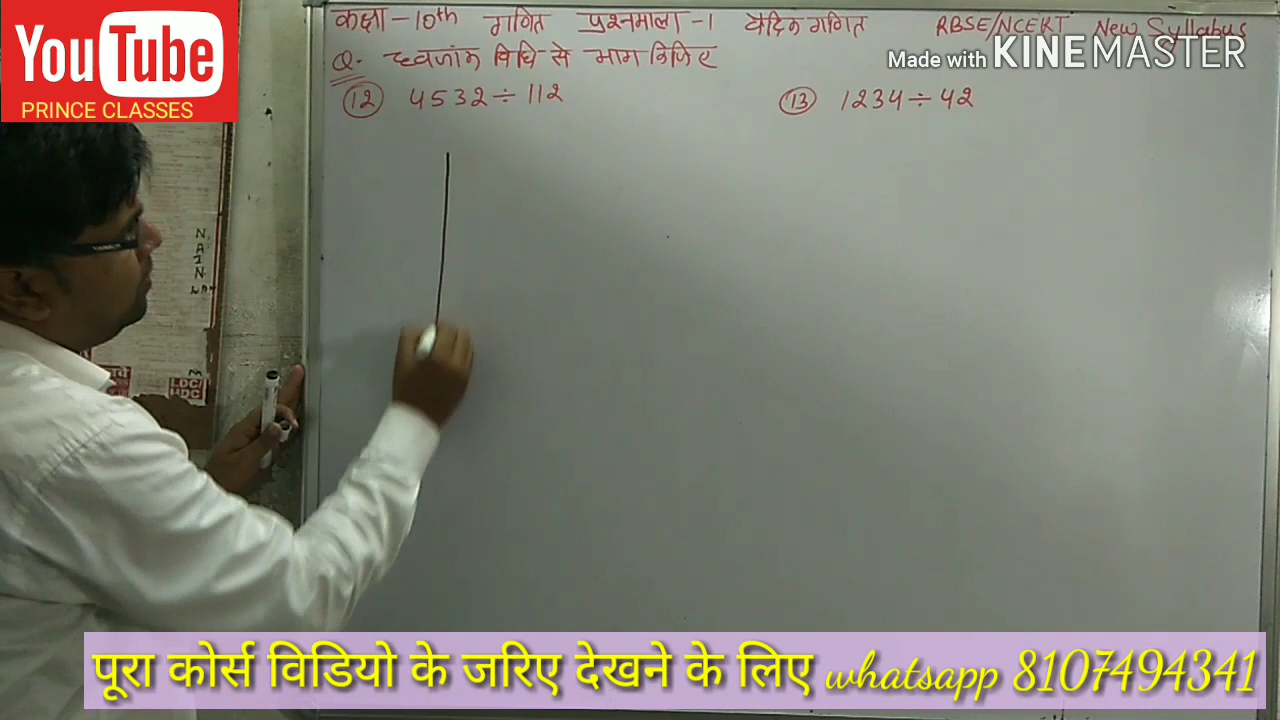 YouTube
PRINCE CLASSES
कक्षा - 10th गणित प्रश्नमाला - 1 वैदिक गणित RBSE/NCERT New Syllabus
Made with KINEMASTER
Q. ध्वजांक विधि से भाग दिजिए
(12) 4532 ÷ 112 (13) 1234 ÷ 42
N
A
I
N
LDC/
पूरा कोर्स विडियो के जरिए देखने के लिए whatsapp 8107494341